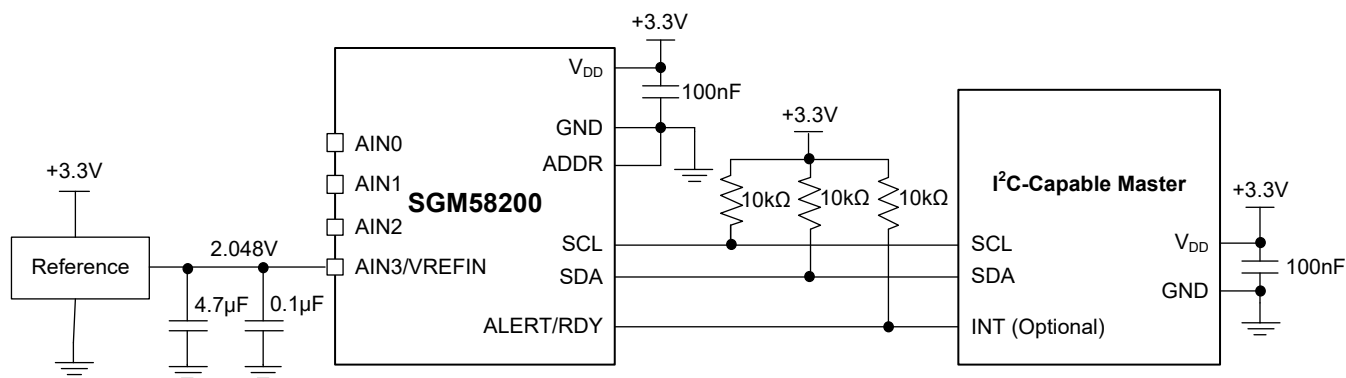 +3.3V
Reference
2.048V
4.7µF
0.1µF
AIN0
AIN1
AIN2
AIN3/VREFIN
SGM58200
VDD
GND
ADDR
SCL
SDA
ALERT/RDY
+3.3V
100nF
+3.3V
10kΩ
10kΩ
10kΩ
I²C-Capable Master
SCL
SDA
INT (Optional)
VDD
GND
+3.3V
100nF